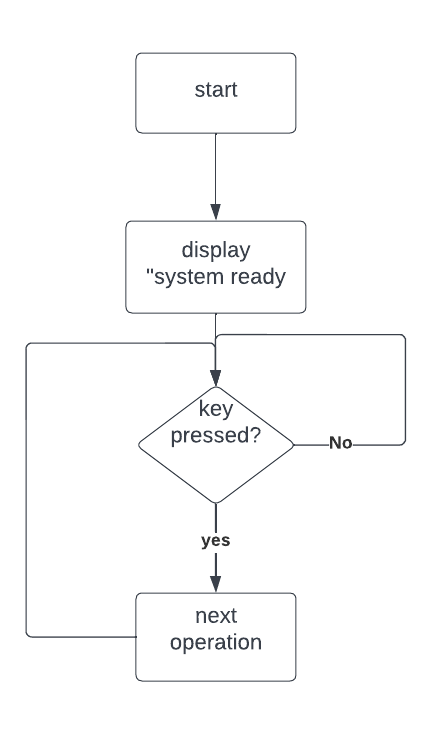 start
display
"system ready
key
pressed?
No
yes
next
operation